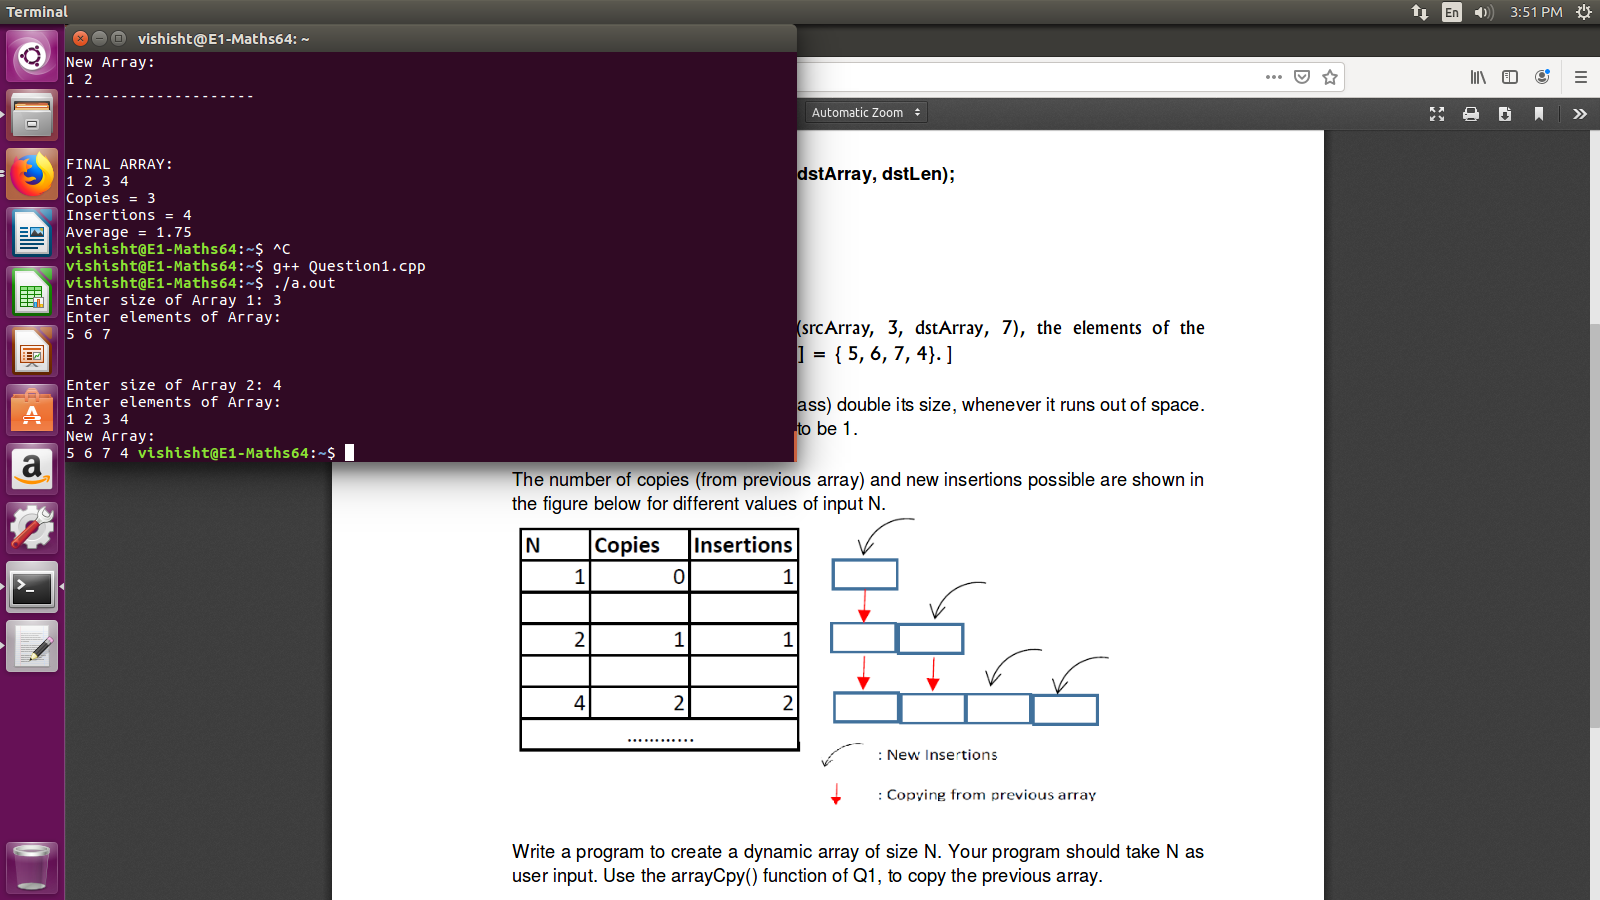 Terminal
En
3:51 PM
vishisht@E1-Maths64: ~
New Array:
1 2
---------------------
FINAL ARRAY:
1 2 3 4
Copies = 3
Insertions = 4
Average = 1.75
vishisht@E1-Maths64:~$ ^C
vishisht@E1-Maths64:~$ g++ Question1.cpp
vishisht@E1-Maths64:~$ ./a.out
Enter size of Array 1: 3
Enter elements of Array:
5 6 7
Enter size of Array 2: 4
Enter elements of Array:
1 2 3 4
New Array:
5 6 7 4 vishisht@E1-Maths64:~$
Automatic Zoom
dstArray, dstLen);
(srcArray, 3, dstArray, 7), the elements of the
] = { 5, 6, 7, 4}. ]
ass) double its size, whenever it runs out of space.
to be 1.
The number of copies (from previous array) and new insertions possible are shown in
the figure below for different values of input N.
N Copies Insertions
1 0 1
2 1 1
4 2 2
............
: New Insertions
: Copying from previous array
Write a program to create a dynamic array of size N. Your program should take N as
user input. Use the arrayCpy() function of Q1, to copy the previous array.